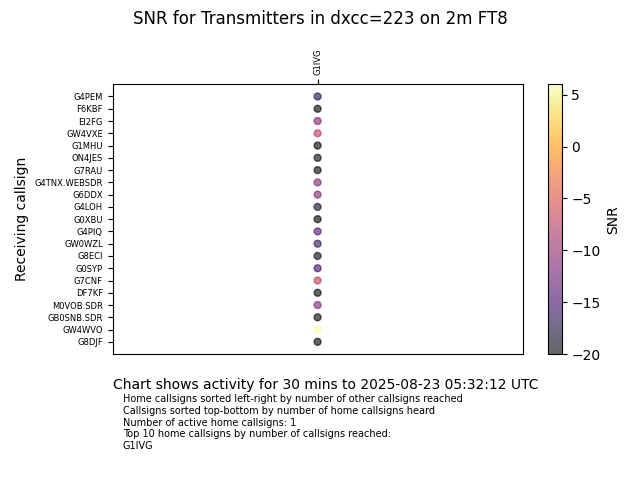 SNR for Transmitters in dxcc=223 on 2m FT8
G1IVG
G4PEM
F6KBF
EI2FG
GW4VXE
G1MHU
ON4JES
G7RAU
G4TNX.WEBSDR
G6DDX
G4LOH
G0XBU
G4PIQ
GW0WZL
G8ECI
G0SYP
G7CNF
DF7KF
M0VOB.SDR
GB0SNB.SDR
GW4WVO
G8DJF
Receiving callsign
5
0
−5
−10
−15
−20
SNR
Chart shows activity for 30 mins to 2025-08-23 05:32:12 UTC
Home callsigns sorted left-right by number of other callsigns reached
Callsigns sorted top-bottom by number of home callsigns heard
Number of active home callsigns: 1
Top 10 home callsigns by number of callsigns reached:
G1IVG